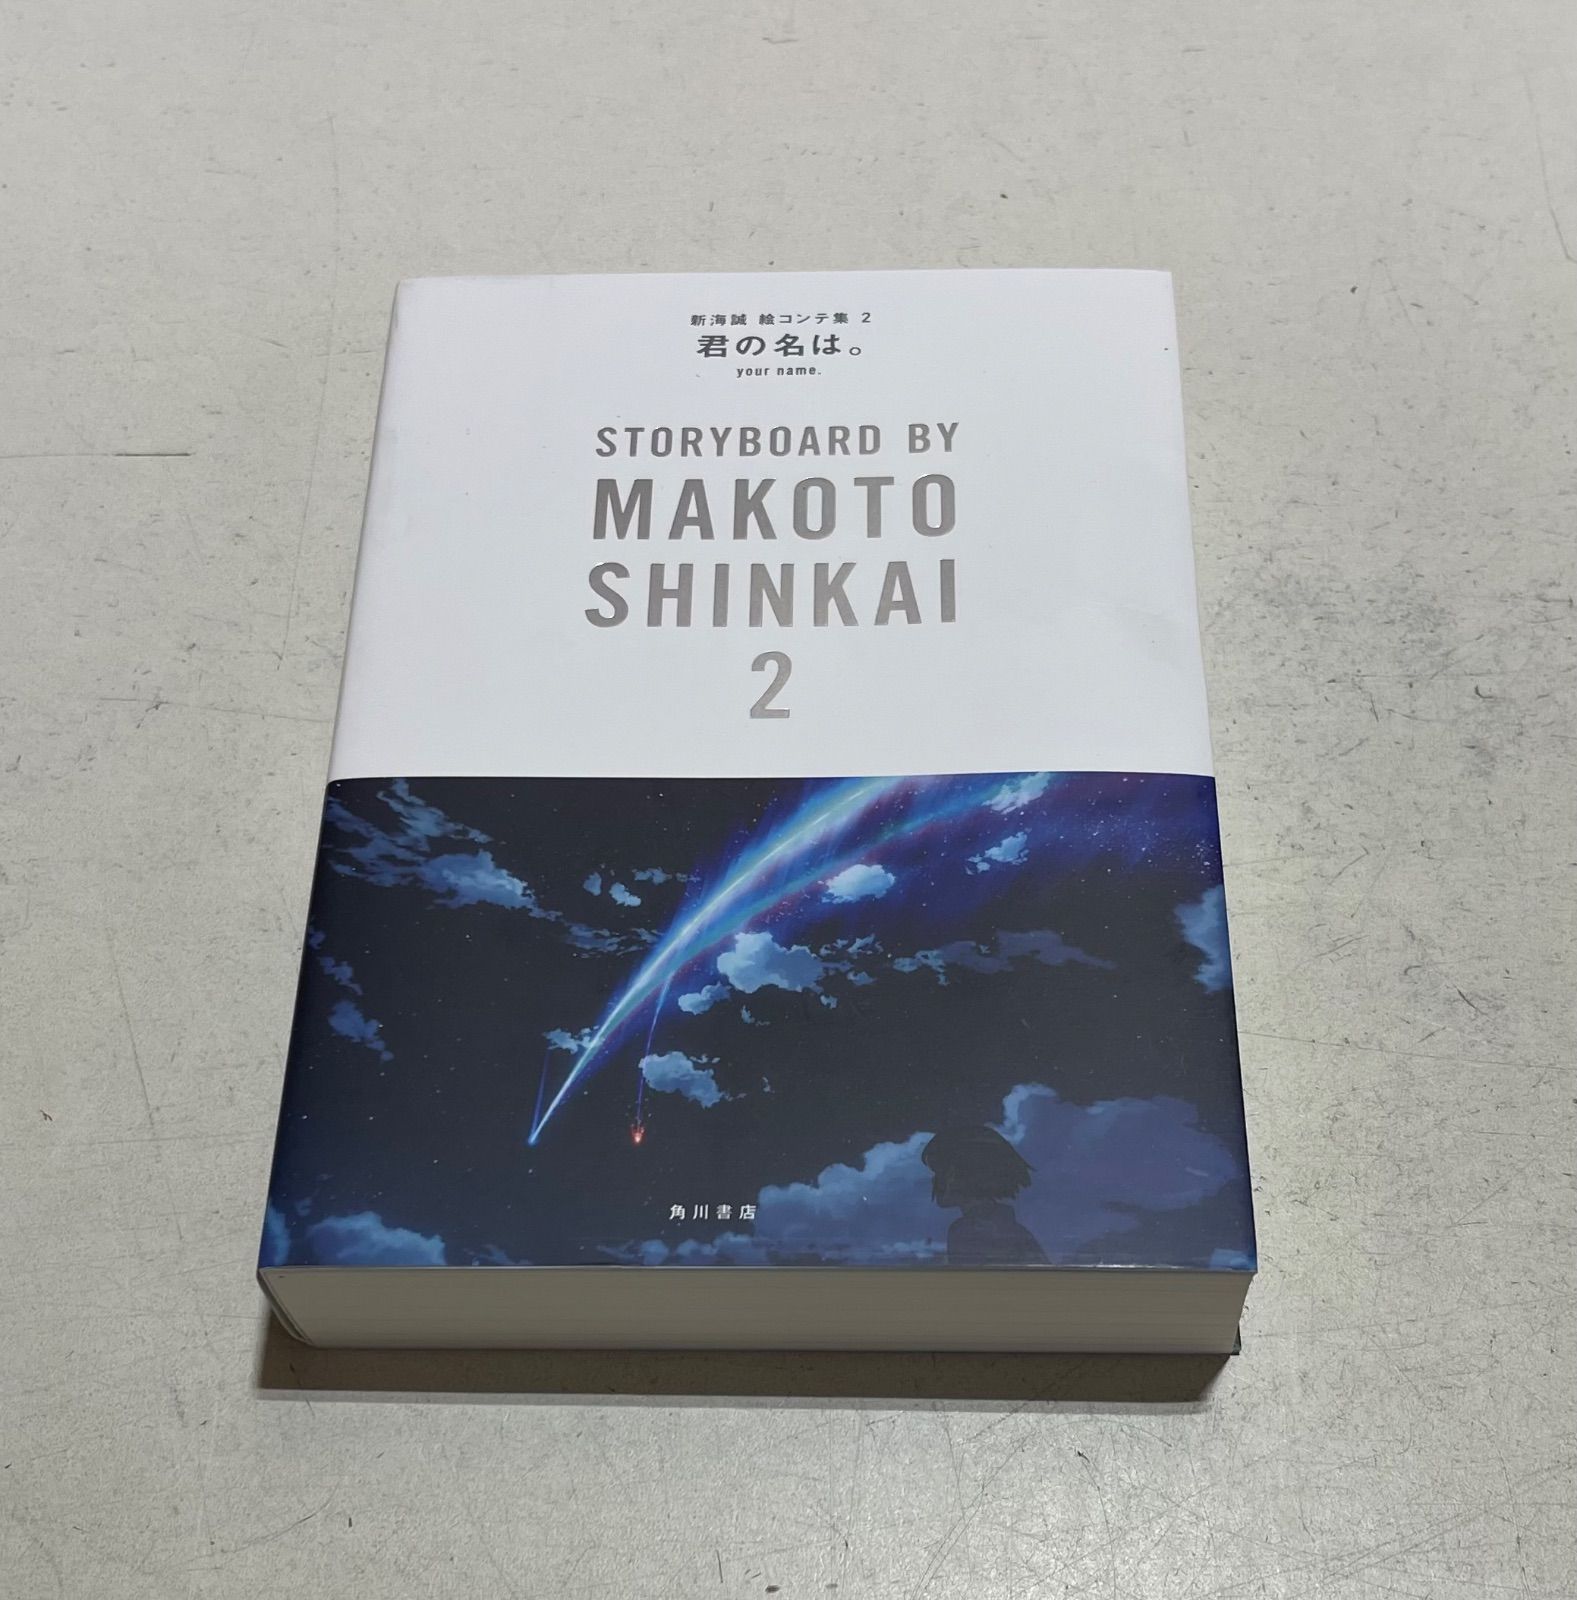 新海誠 絵コンテ集 2
君の名は。
your name.
STORYBOARD BY
MAKOTO
SHINKAI
2
角川書店